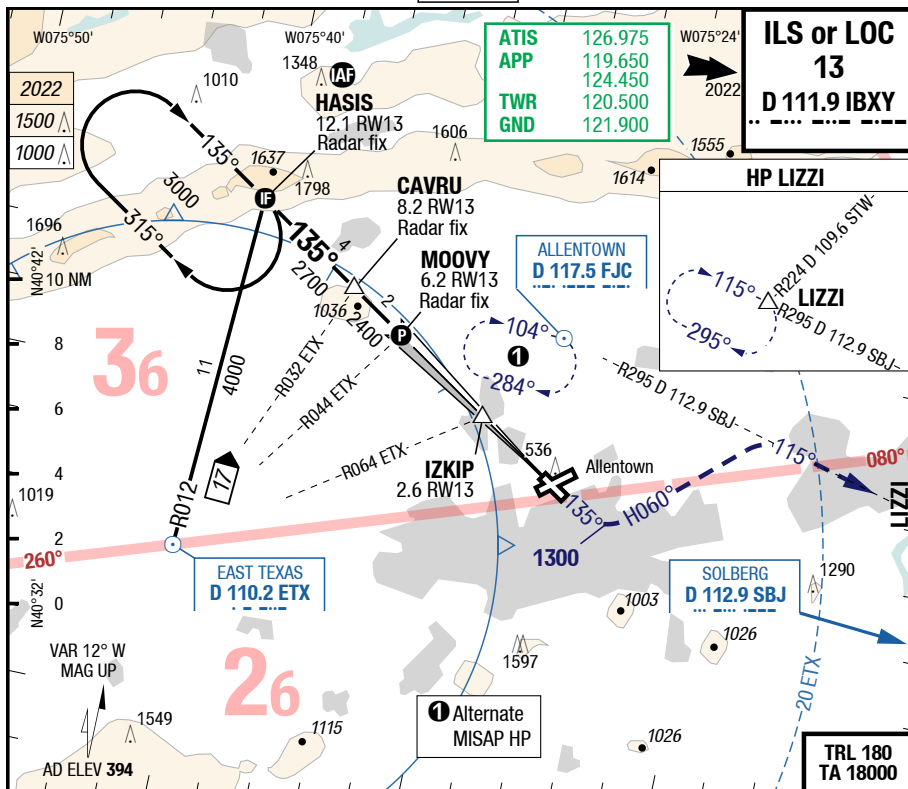 W075°50'
W075°40'
W075°24'
ATIS 126.975
APP 119.650
124.450
TWR 120.500
GND 121.900
2022
ILS or LOC
13
D 111.9 IBXY
2022
1500
1000
1010
1348
IAF
HASIS
12.1 RW13
Radar fix
1606
1555
1614
1637
1798
135°
IF
3000
315°
1696
N40°42'
10 NM
CAVRU
8.2 RW13
Radar fix
135°
4
2700
MOOVY
6.2 RW13
Radar fix
2
2400
1036
P
ALLENTOWN
D 117.5 FJC
HP LIZZI
R224 D 109.6 STW
115°
LIZZI
295°
R295 D 112.9 SBJ
104°
1
284°
R295 D 112.9 SBJ
8
36
11
4000
R032 ETX
R044 ETX
R064 ETX
6
IZKIP
2.6 RW13
536
Allentown
115°
080°
4
1019
17
R012
135°
H060°
LIZZI
2
260°
1300
EAST TEXAS
D 110.2 ETX
SOLBERG
D 112.9 SBJ
1290
0
N40°32'
1003
1026
VAR 12° W
MAG UP
26
1597
20 ETX
1549
1115
1 Alternate
MISAP HP
1026
AD ELEV 394
TRL 180
TA 18000